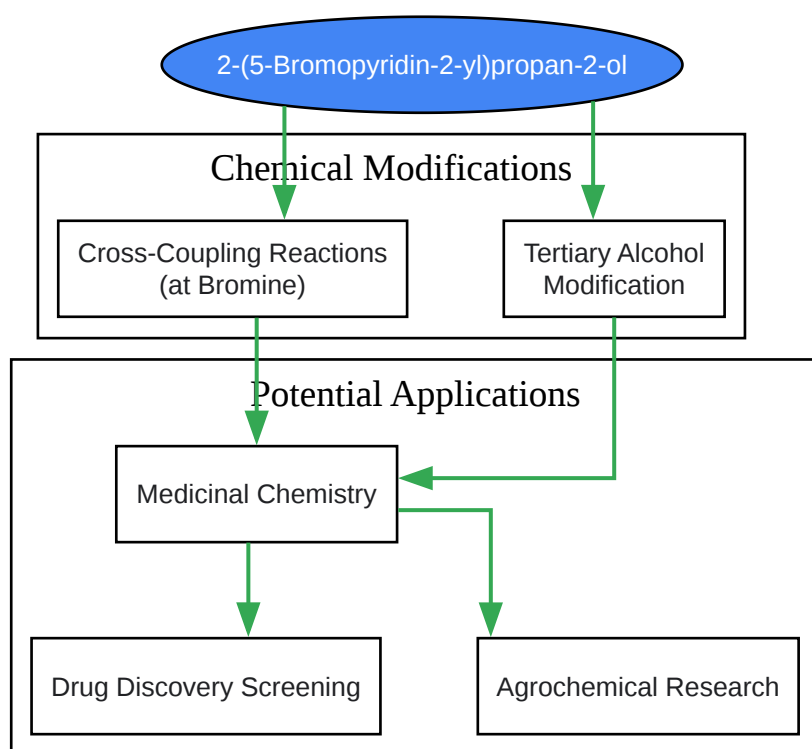 2-(5-Bromopyridin-2-yl)propan-2-ol
Chemical Modifications
Cross-Coupling Reactions
(at Bromine)
Tertiary Alcohol
Modification
Potential Applications
Medicinal Chemistry
Drug Discovery Screening
Agrochemical Research